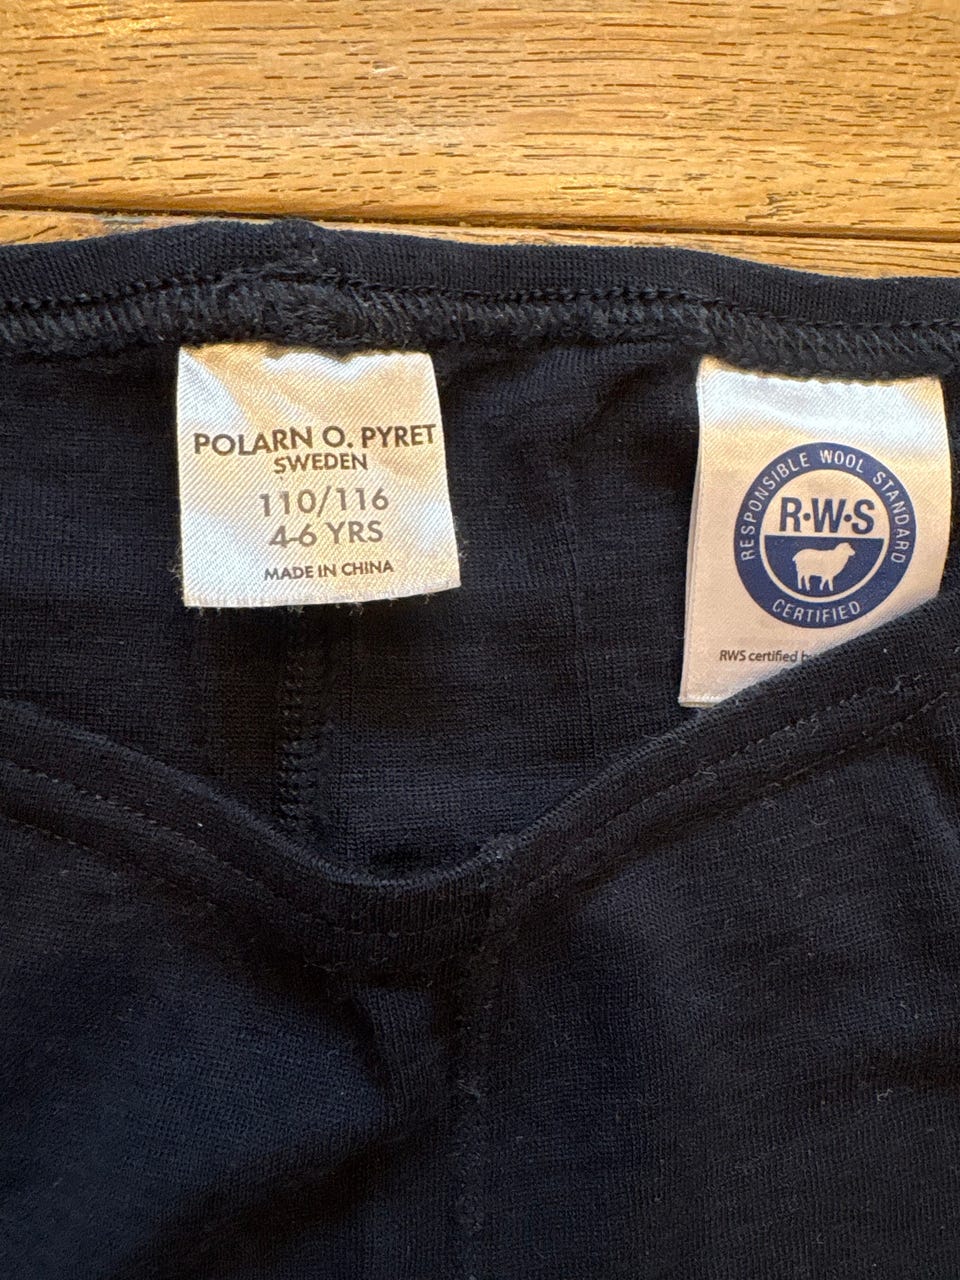 POLARN O. PYRET
SWEDEN
110/116
4-6 YRS
MADE IN CHINA
RESPONSIBLE WOOL STANDARD
R·W·S
CERTIFIED
RWS certified